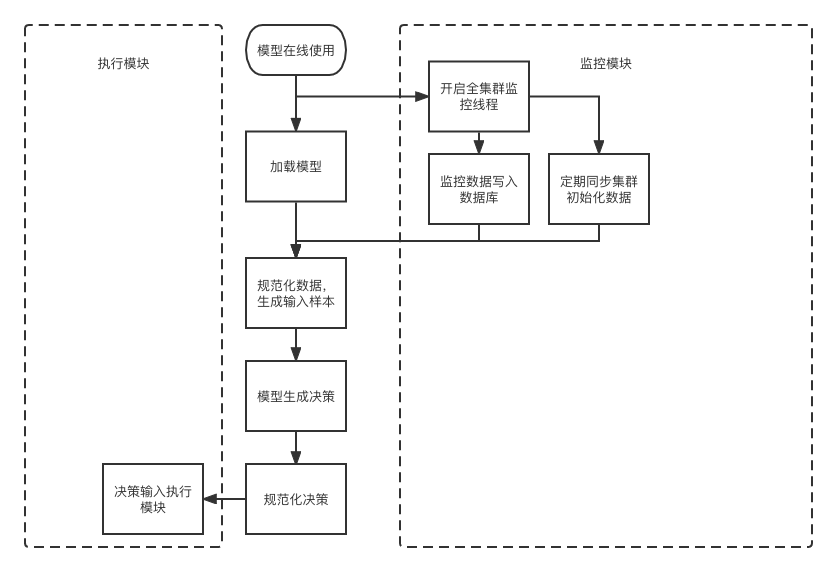 执行模块
模型在线使用
监控模块
开启全集群监
控线程
加载模型
监控数据写入
数据库
定期同步集群
初始化数据
规范化数据，
生成输入样本
模型生成决策
决策输入执行
模块
规范化决策